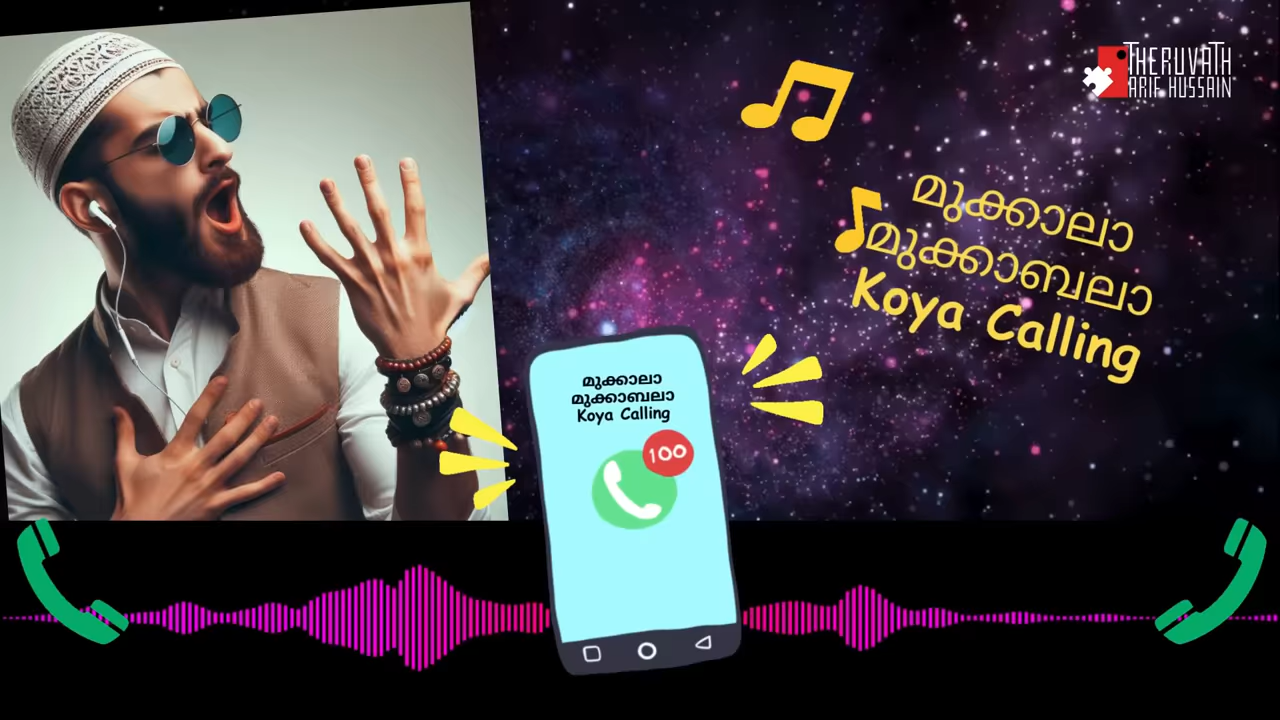 THERUVATH
ARIF HUSSAIN
മുക്കാലാ
മുക്കാബലാ
Koya Calling
മുക്കാലാ
മുക്കാബലാ
Koya Calling
100